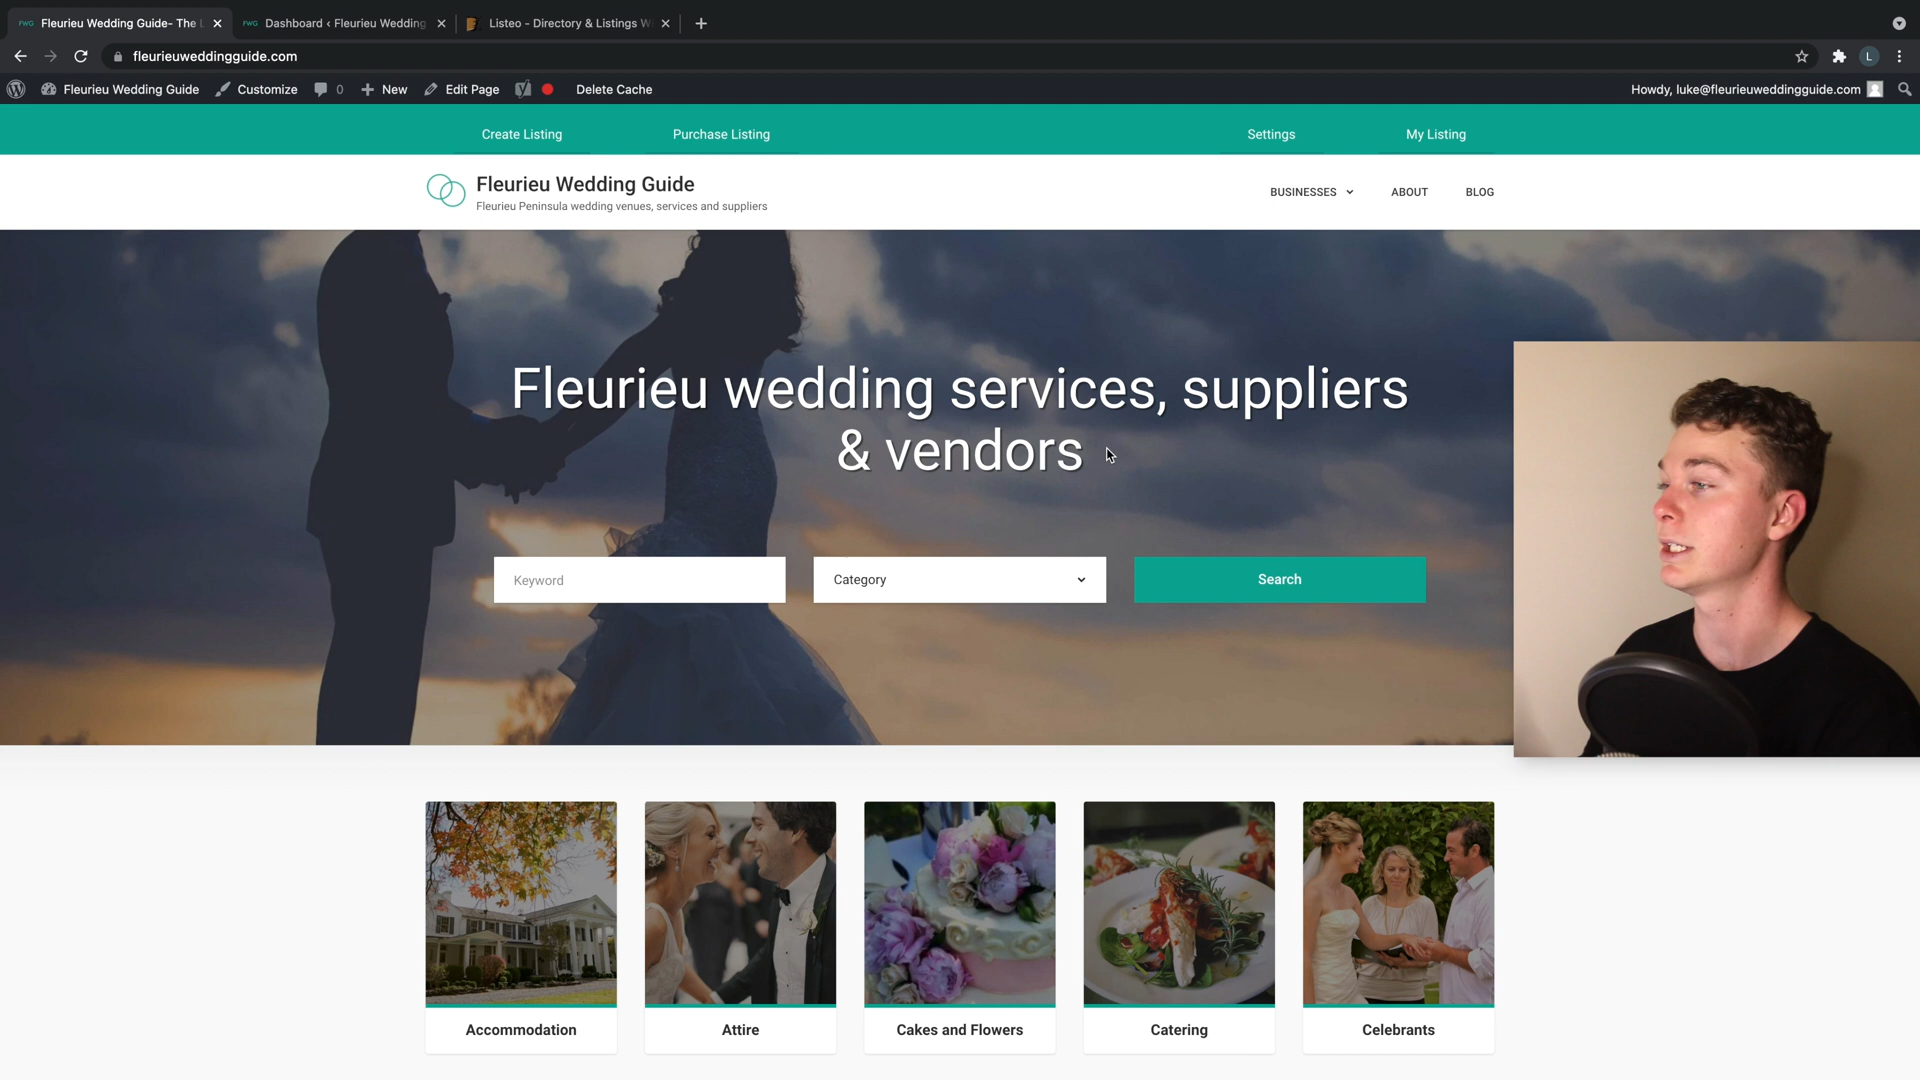 FWG Fleurieu Wedding Guide- The L
FWG Dashboard ‹ Fleurieu Wedding
Listeo - Directory & Listings W
fleurieuweddingguide.com
L
Fleurieu Wedding Guide
Customize
0
New
Edit Page
Delete Cache
Howdy, luke@fleurieuweddingguide.com
Create Listing
Purchase Listing
Settings
My Listing
Fleurieu Wedding Guide
Fleurieu Peninsula wedding venues, services and suppliers
BUSINESSES
ABOUT
BLOG
Fleurieu wedding services, suppliers
& vendors
Keyword
Category
Search
Accommodation
Attire
Cakes and Flowers
Catering
Celebrants